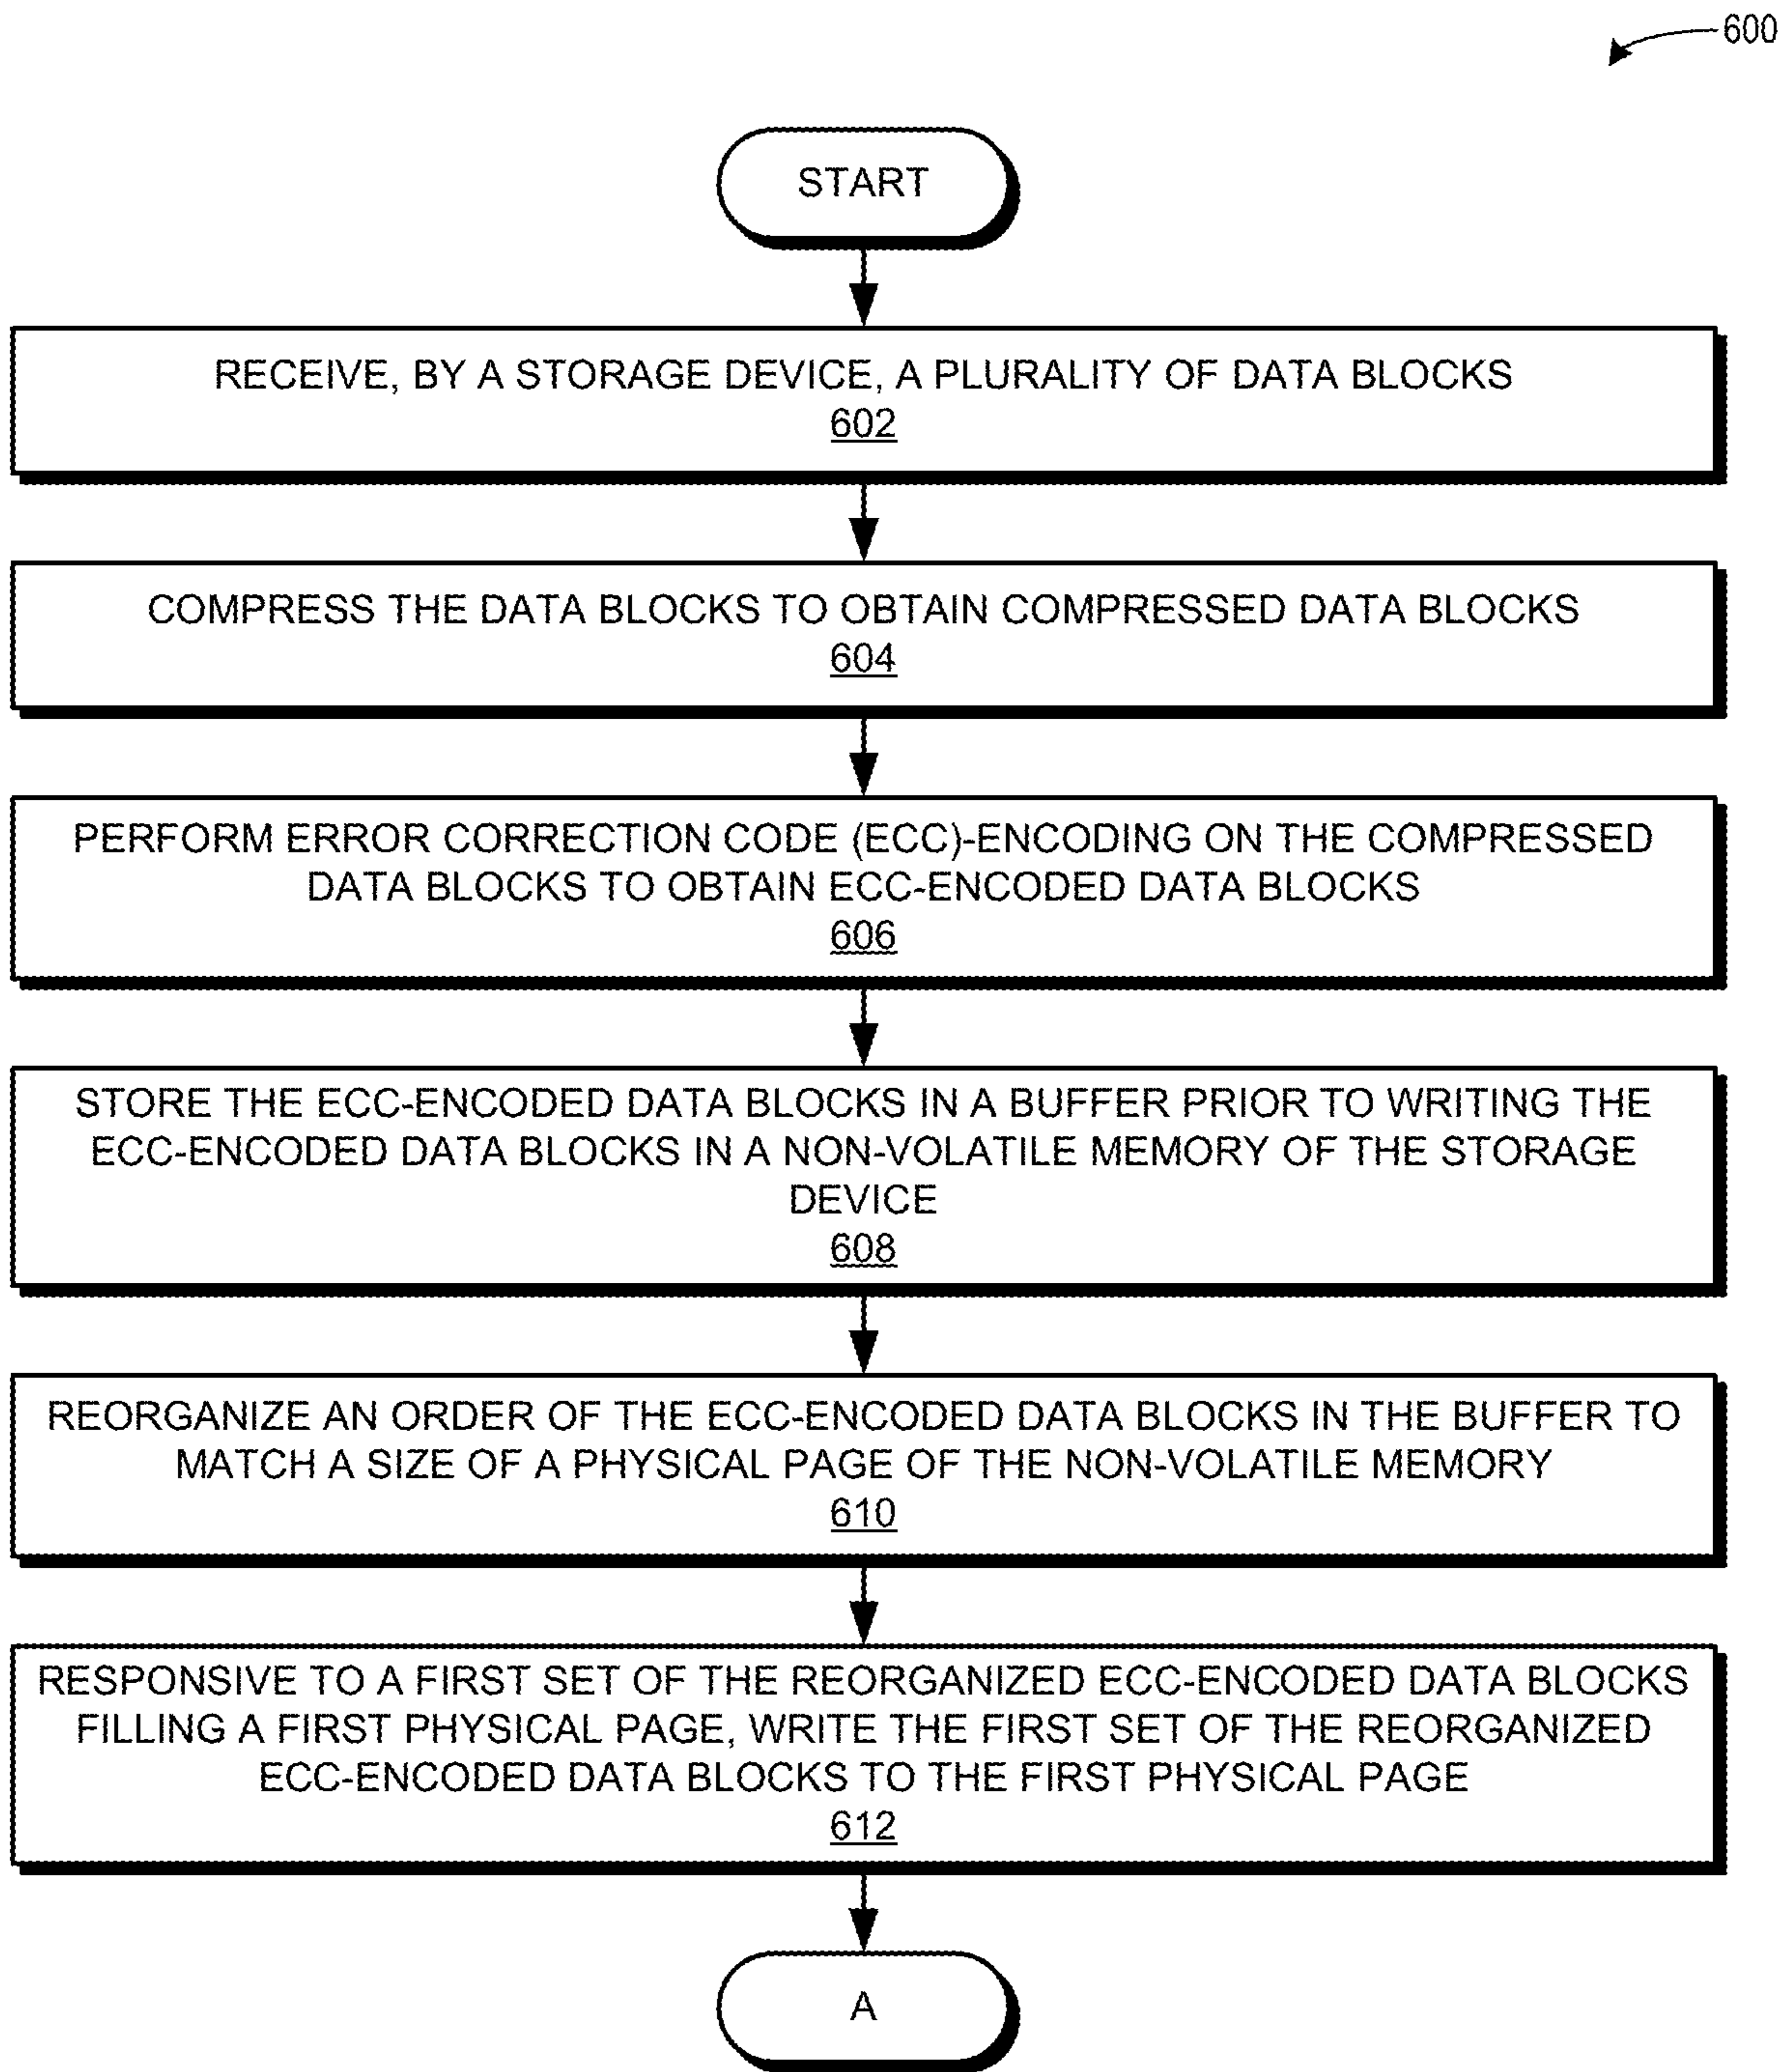 600
START
RECEIVE, BY A STORAGE DEVICE, A PLURALITY OF DATA BLOCKS
602
COMPRESS THE DATA BLOCKS TO OBTAIN COMPRESSED DATA BLOCKS
604
PERFORM ERROR CORRECTION CODE (ECC)-ENCODING ON THE COMPRESSED
DATA BLOCKS TO OBTAIN ECC-ENCODED DATA BLOCKS
606
STORE THE ECC-ENCODED DATA BLOCKS IN A BUFFER PRIOR TO WRITING THE
ECC-ENCODED DATA BLOCKS IN A NON-VOLATILE MEMORY OF THE STORAGE
DEVICE
608
REORGANIZE AN ORDER OF THE ECC-ENCODED DATA BLOCKS IN THE BUFFER TO
MATCH A SIZE OF A PHYSICAL PAGE OF THE NON-VOLATILE MEMORY
610
RESPONSIVE TO A FIRST SET OF THE REORGANIZED ECC-ENCODED DATA BLOCKS
FILLING A FIRST PHYSICAL PAGE, WRITE THE FIRST SET OF THE REORGANIZED
ECC-ENCODED DATA BLOCKS TO THE FIRST PHYSICAL PAGE
612
A